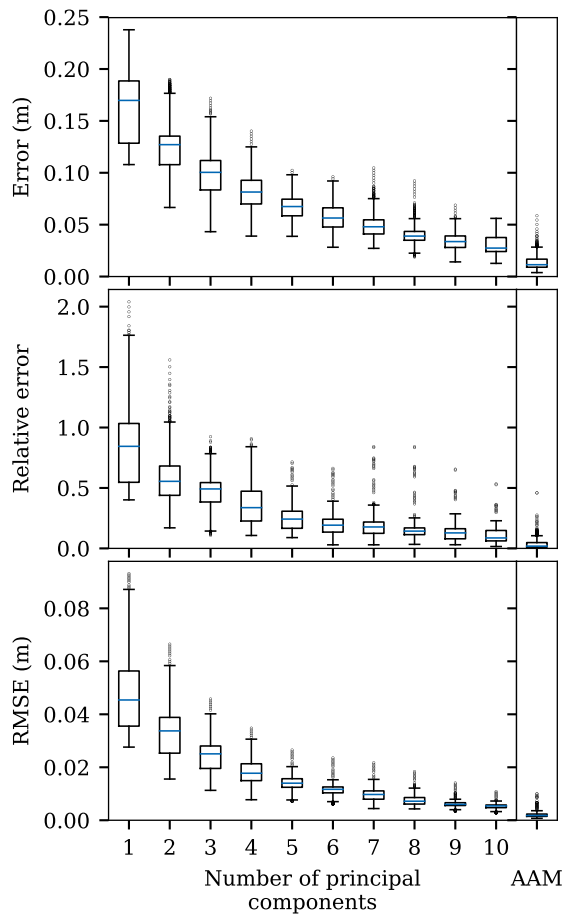 0.25
0.20
0.15
0.10
0.05
0.00
Error (m)
2.0
1.5
1.0
0.5
0.0
Relative error
0.08
0.06
0.04
0.02
0.00
RMSE (m)
1 2 3 4 5 6 7 8 9 10
Number of principal
components
AAM